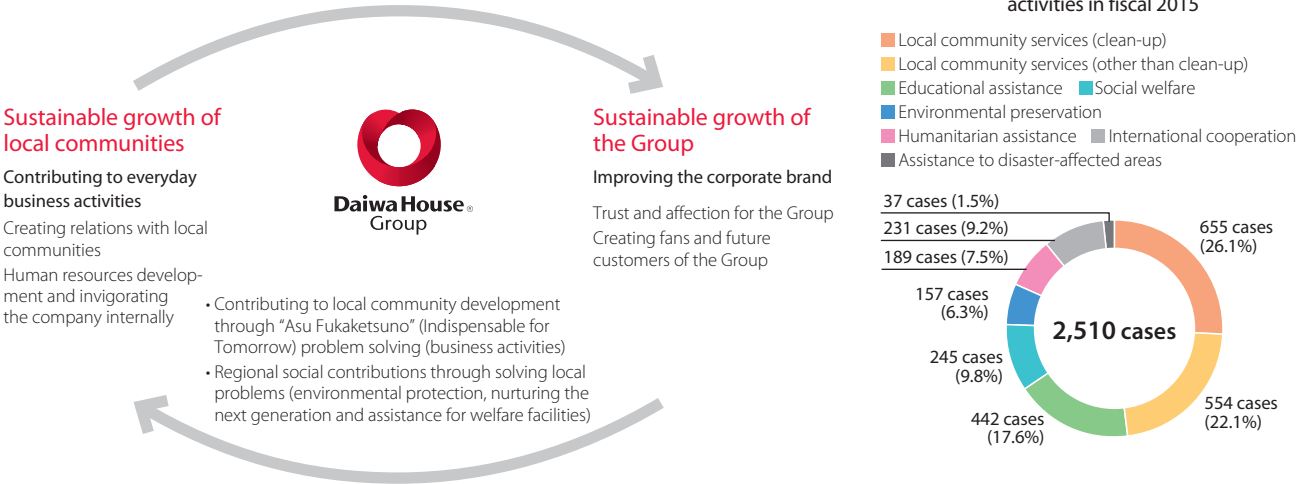 Sustainable growth of
local communities
Contributing to everyday
business activities
Creating relations with local
communities
Human resources develop-
ment and invigorating
the company internally
Daiwa House ®
Group
• Contributing to local community development
through “Asu Fukaketsuno” (Indispensable for
Tomorrow) problem solving (business activities)
• Regional social contributions through solving local
problems (environmental protection, nurturing the
next generation and assistance for welfare facilities)
Sustainable growth of
the Group
Improving the corporate brand
Trust and affection for the Group
Creating fans and future
customers of the Group
activities in fiscal 2015
Local community services (clean-up)
Local community services (other than clean-up)
Educational assistance Social welfare
Environmental preservation
Humanitarian assistance International cooperation
Assistance to disaster-affected areas
37 cases (1.5%)
231 cases (9.2%)
189 cases (7.5%)
157 cases
(6.3%)
245 cases
(9.8%)
442 cases
(17.6%)
655 cases
(26.1%)
554 cases
(22.1%)
2,510 cases